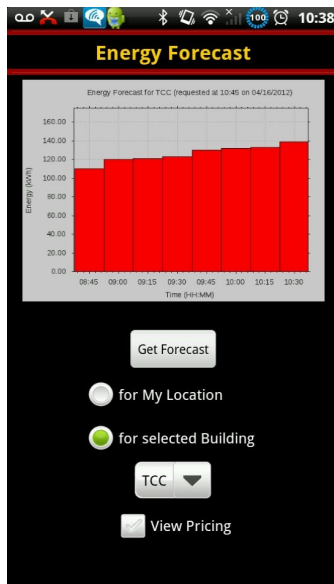 100 10:38
Energy Forecast
Energy Forecast for TCC (requested at 10:45 on 04/16/2012)
Energy (kWh)
160.00
140.00
120.00
100.00
80.00
60.00
40.00
20.00
0.00
08:45 09:00 09:15 09:30 09:45 10:00 10:15 10:30
Time (HH:MM)
Get Forecast
for My Location
for selected Building
TCC
View Pricing